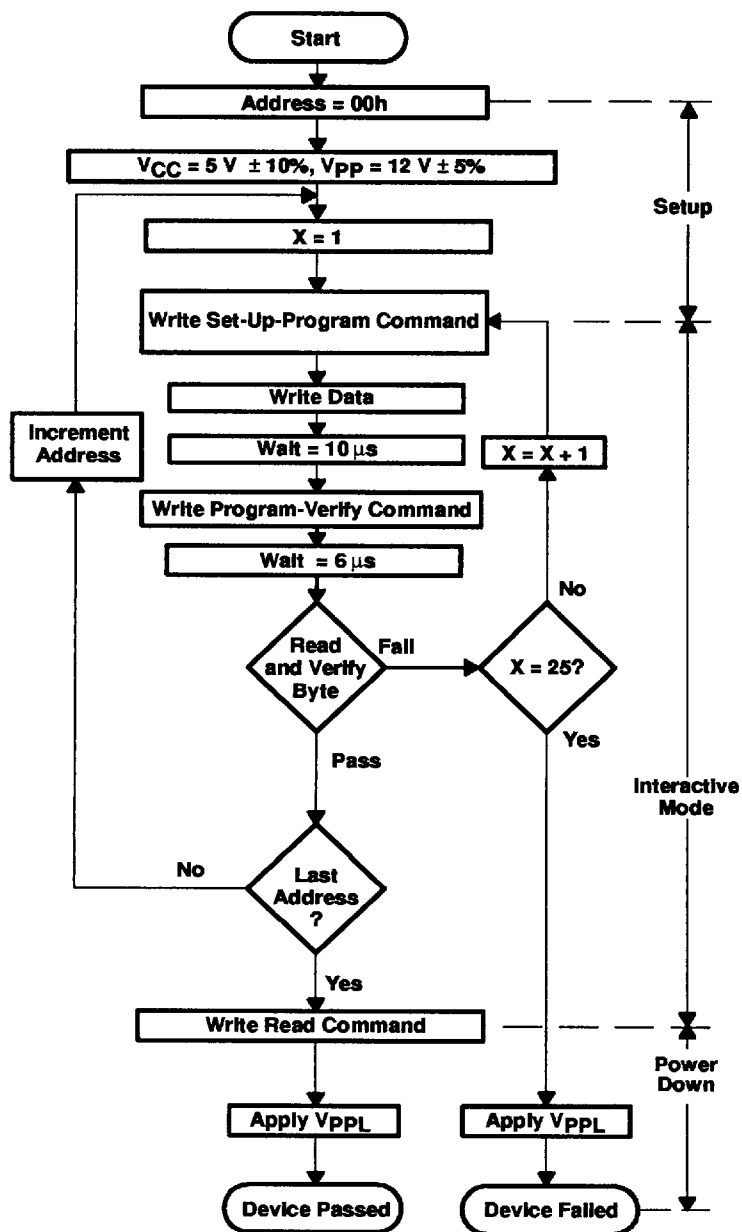 Start
Address = 00h
VCC = 5 V ± 10%, VPP = 12 V ± 5%
Setup
X = 1
Write Set-Up-Program Command
Write Data
Increment
Address
Wait = 10 µs
X = X + 1
Write Program-Verify Command
Wait = 6 µs
No
Read
and Verify
Byte
Fail
X = 25?
Yes
Pass
Interactive
Mode
No
Last
Address
?
Yes
Write Read Command
Power
Down
Apply VPPL
Apply VPPL
Device Passed
Device Failed